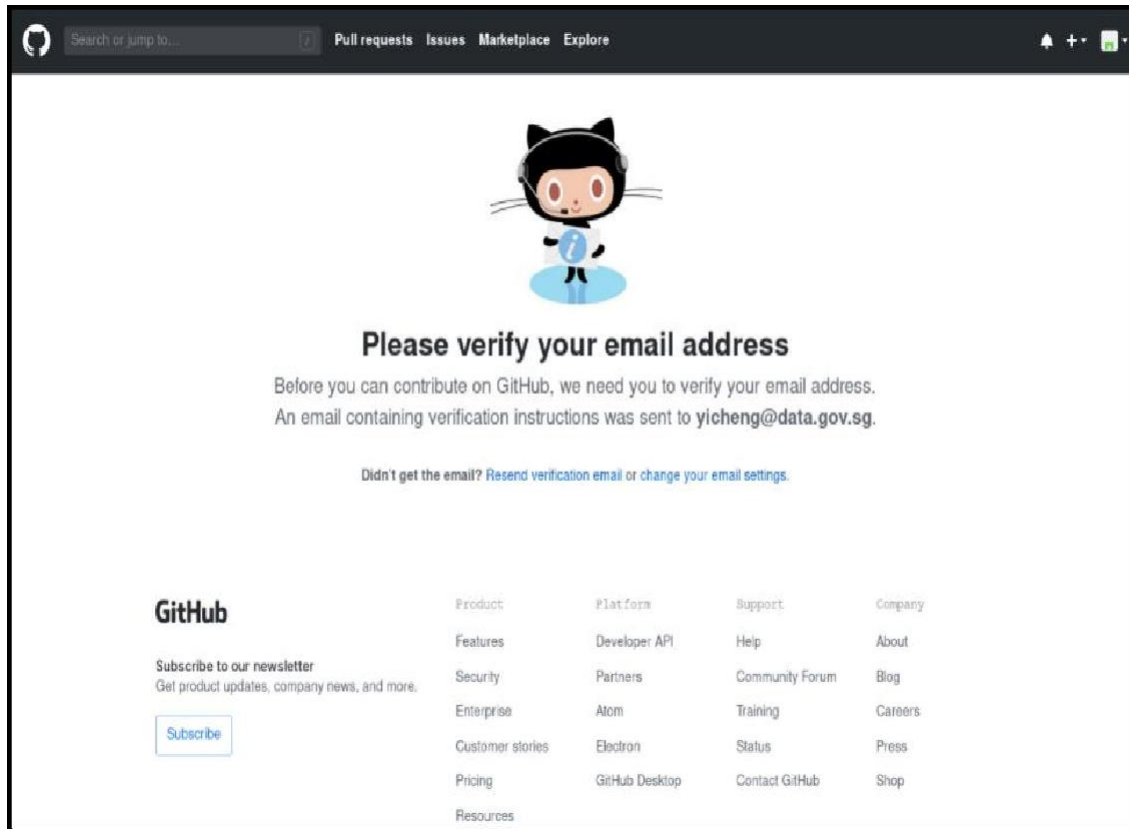 Search or jump to...
/
Pull requests Issues Marketplace Explore
i
Please verify your email address
Before you can contribute on GitHub, we need you to verify your email address.
An email containing verification instructions was sent to yicheng@data.gov.sg.
Didn't get the email? Resend verification email or change your email settings.
GitHub
Subscribe to our newsletter
Get product updates, company news, and more.
Subscribe
Product
Features
Security
Enterprise
Customer stories
Pricing
Resources
Platform
Developer API
Partners
Atom
Electron
GitHub Desktop
Support
Help
Community Forum
Training
Status
Contact GitHub
Company
About
Blog
Careers
Press
Shop